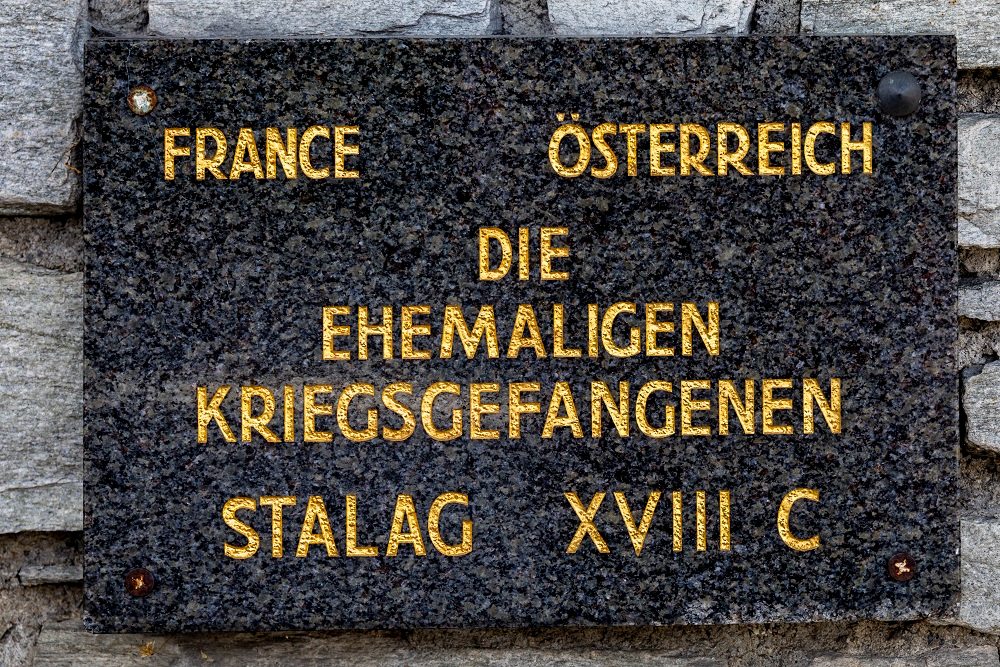 FRANCE ÖSTERREICH
DIE
EHEMALIGEN
KRIEGSGEFANGENEN
STALAG XVIII C